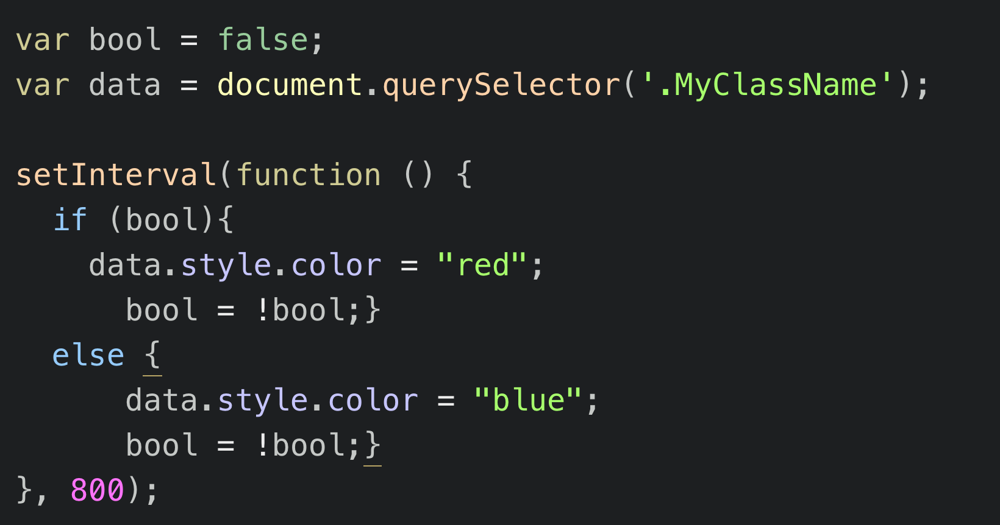 var bool = false;
var data = document.querySelector('.MyClassName');

setInterval(function () {
  if (bool){
    data.style.color = "red";
      bool = !bool;}
  else {
      data.style.color = "blue";
      bool = !bool;}
}, 800);